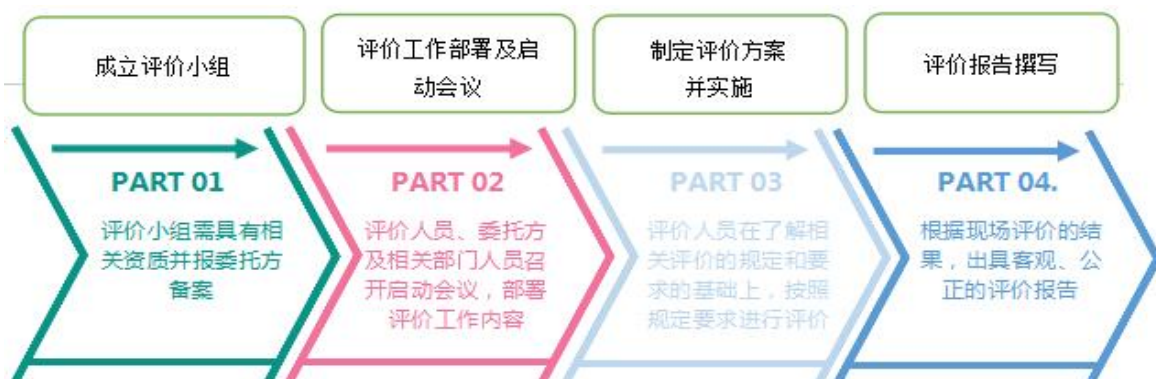 成立评价小组
评价工作部署及启
动会议
制定评价方案
并实施
评价报告撰写
PART 01
评价小组需具有相
关资质并报委托方
备案
PART 02
评价人员、委托方
及相关部门人员召
开启动会议，部署
评价工作内容
PART 03
评价人员在了解相
关评价的规定和要
求的基础上，按照
规定要求进行评价
PART 04.
根据现场评价的结
果，出具客观、公
正的评价报告